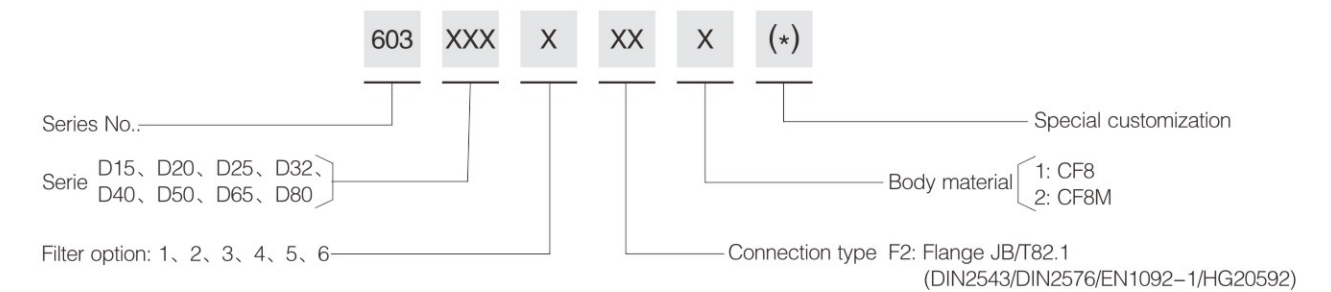 603 XXX X XX X (*)
Series No..
Special customization
Serie D15、D20、D25、D32、
D40、D50、D65、D80
Body material 1: CF8
2: CF8M
Filter option: 1、2、3、4、5、6
Connection type F2: Flange JB/T82.1
(DIN2543/DIN2576/EN1092-1/HG20592)